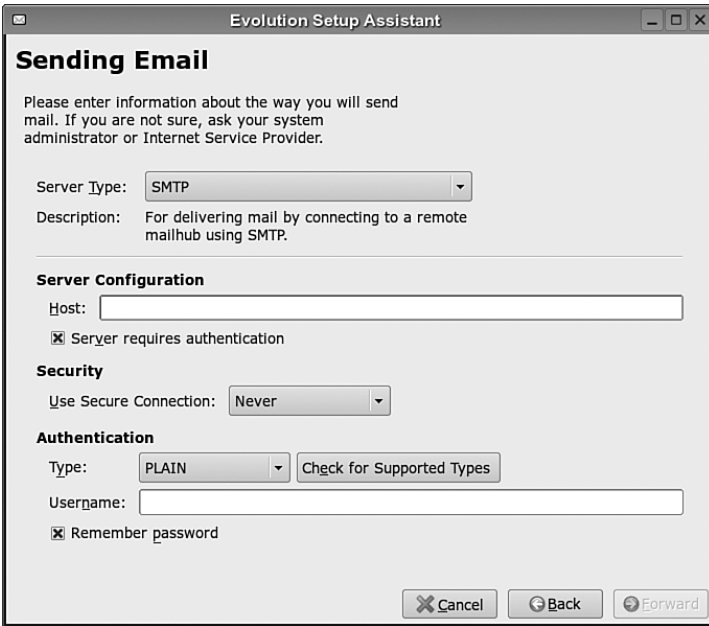 Evolution Setup Assistant
Sending Email
Please enter information about the way you will send
mail. If you are not sure, ask your system
administrator or Internet Service Provider.
Server Type: SMTP
Description: For delivering mail by connecting to a remote
mailhub using SMTP.
Server Configuration
Host:
Server requires authentication
Security
Use Secure Connection: Never
Authentication
Type: PLAIN Check for Supported Types
Username:
Remember password
Cancel Back Forward